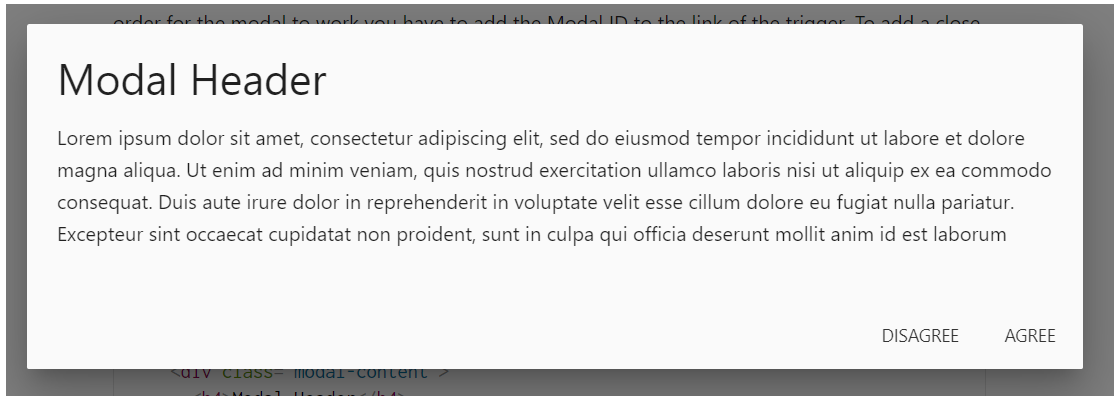 order for the modal to work you have to add the Modal ID to the link of the trigger. To add a close
Modal Header
Lorem ipsum dolor sit amet, consectetur adipiscing elit, sed do eiusmod tempor incididunt ut labore et dolore
magna aliqua. Ut enim ad minim veniam, quis nostrud exercitation ullamco laboris nisi ut aliquip ex ea commodo
consequat. Duis aute irure dolor in reprehenderit in voluptate velit esse cillum dolore eu fugiat nulla pariatur.
Excepteur sint occaecat cupidatat non proident, sunt in culpa qui officia deserunt mollit anim id est laborum
DISAGREE AGREE
<div class="modal-content">
<h4>Modal Header</h4>